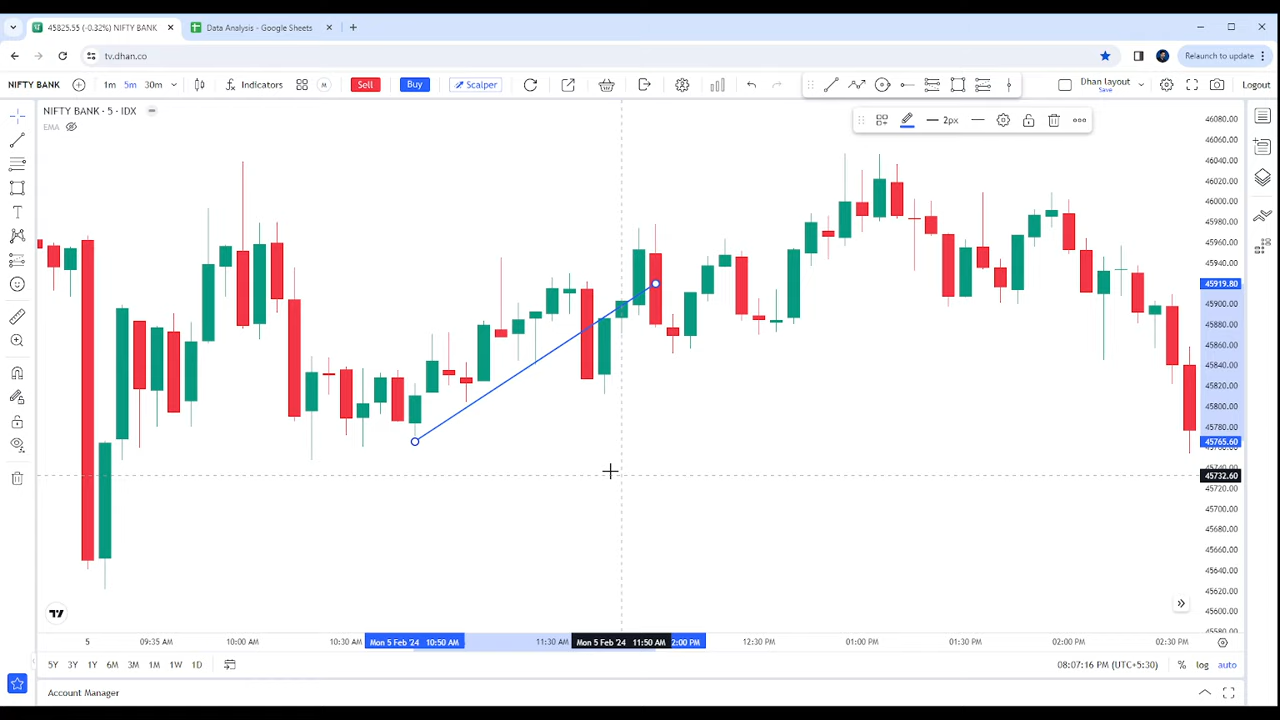 45825.55 (-0.32%) NIFTY BANK
Data Analysis - Google Sheets
tv.dhan.co
Relaunch to update
NIFTY BANK
1m 5m 30m
Indicators
M
Sell
Buy
Scalper
Dhan layout
Save
Logout
NIFTY BANK · 5 · IDX
EMA
2px
46080.00
46060.00
46040.00
46020.00
46000.00
45980.00
45960.00
45940.00
45919.80
45900.00
45880.00
45860.00
45840.00
45820.00
45800.00
45780.00
45765.60
45732.60
45720.00
45700.00
45680.00
45660.00
45640.00
45620.00
45600.00
5 09:35 AM 10:00 AM 10:30 AM Mon 5 Feb '24 10:50 AM 11:30 AM Mon 5 Feb '24 11:50 AM 2:00 PM 12:30 PM 01:00 PM 01:30 PM 02:00 PM 02:30 PM
5Y 3Y 1Y 6M 3M 1M 1W 1D
08:07:16 PM (UTC+5:30)
% log auto
Account Manager